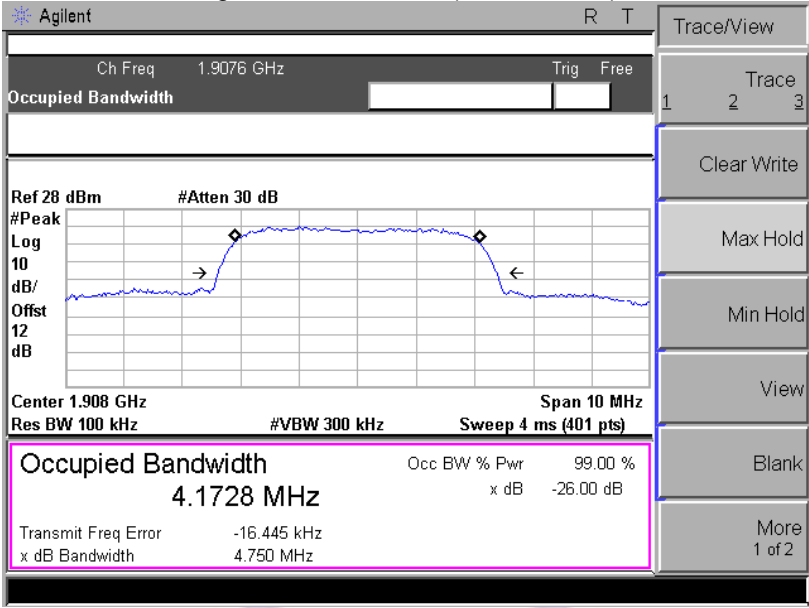 Agilent R T Trace/View
Ch Freq 1.9076 GHz Trig Free
Occupied Bandwidth
Trace
1 2 3
Clear Write
Ref 28 dBm #Atten 30 dB
#Peak
Log
10
dB/
Offst
12
dB
Max Hold
Min Hold
View
Center 1.908 GHz Span 10 MHz
Res BW 100 kHz #VBW 300 kHz Sweep 4 ms (401 pts)
Occupied Bandwidth Occ BW % Pwr 99.00 %
4.1728 MHz x dB -26.00 dB
Transmit Freq Error -16.445 kHz
x dB Bandwidth 4.750 MHz
Blank
More
1 of 2